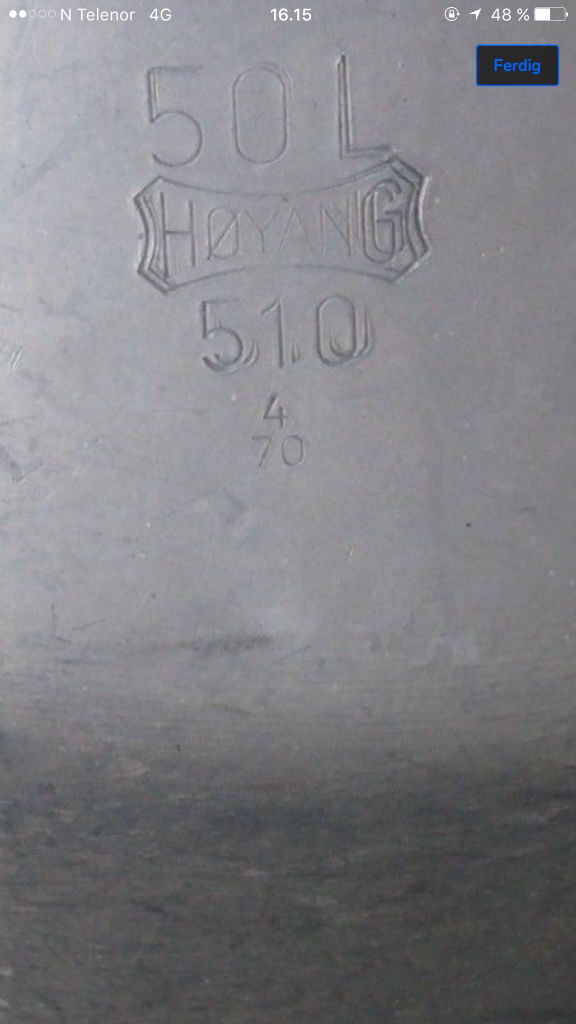 N Telenor 4G 16.15 48 %
Ferdig
50 L
HØYANG
510
4
70